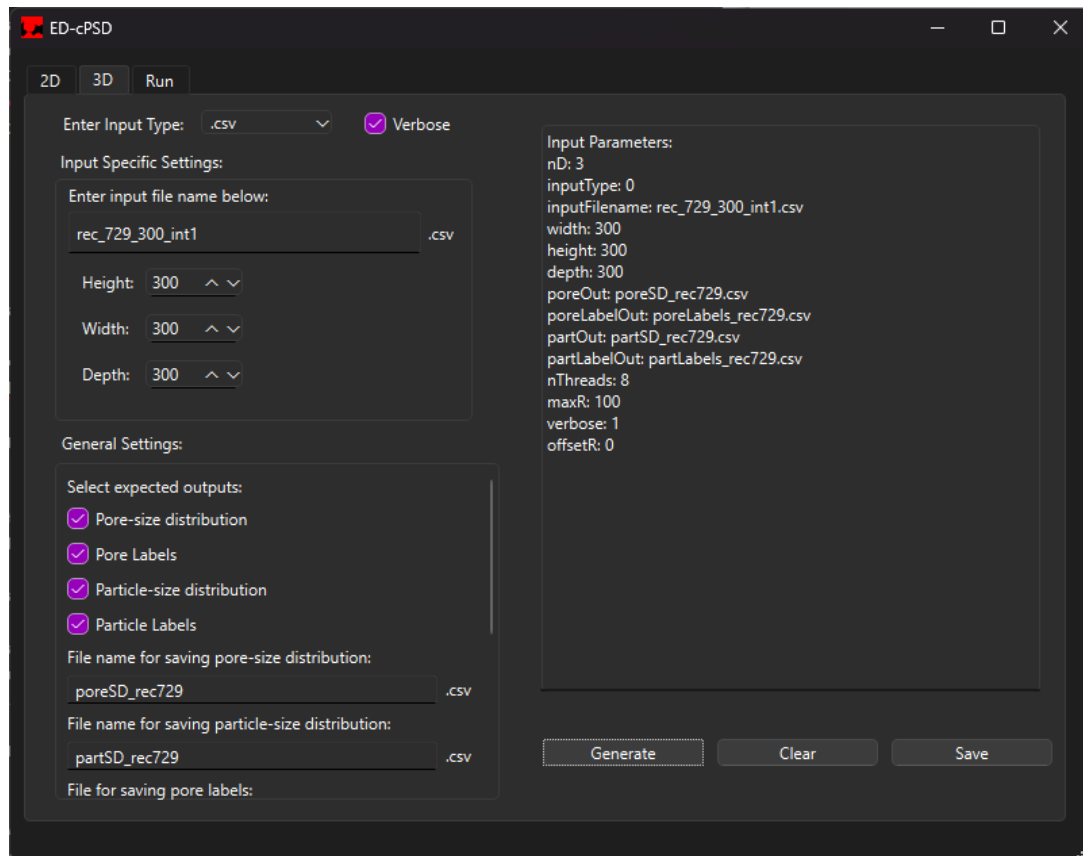 ED-cPSD
2D 3D Run
Enter Input Type: .csv Verbose
Input Specific Settings:
Enter input file name below:
rec_729_300_int1 .csv
Height: 300
Width: 300
Depth: 300
General Settings:
Select expected outputs:
Pore-size distribution
Pore Labels
Particle-size distribution
Particle Labels
File name for saving pore-size distribution:
poreSD_rec729 .csv
File name for saving particle-size distribution:
partSD_rec729 .csv
File for saving pore labels:
Input Parameters:
nD: 3
inputType: 0
inputFilename: rec_729_300_int1.csv
width: 300
height: 300
depth: 300
poreOut: poreSD_rec729.csv
poreLabelOut: poreLabels_rec729.csv
partOut: partSD_rec729.csv
partLabelOut: partLabels_rec729.csv
nThreads: 8
maxR: 100
verbose: 1
offsetR: 0
Generate Clear Save